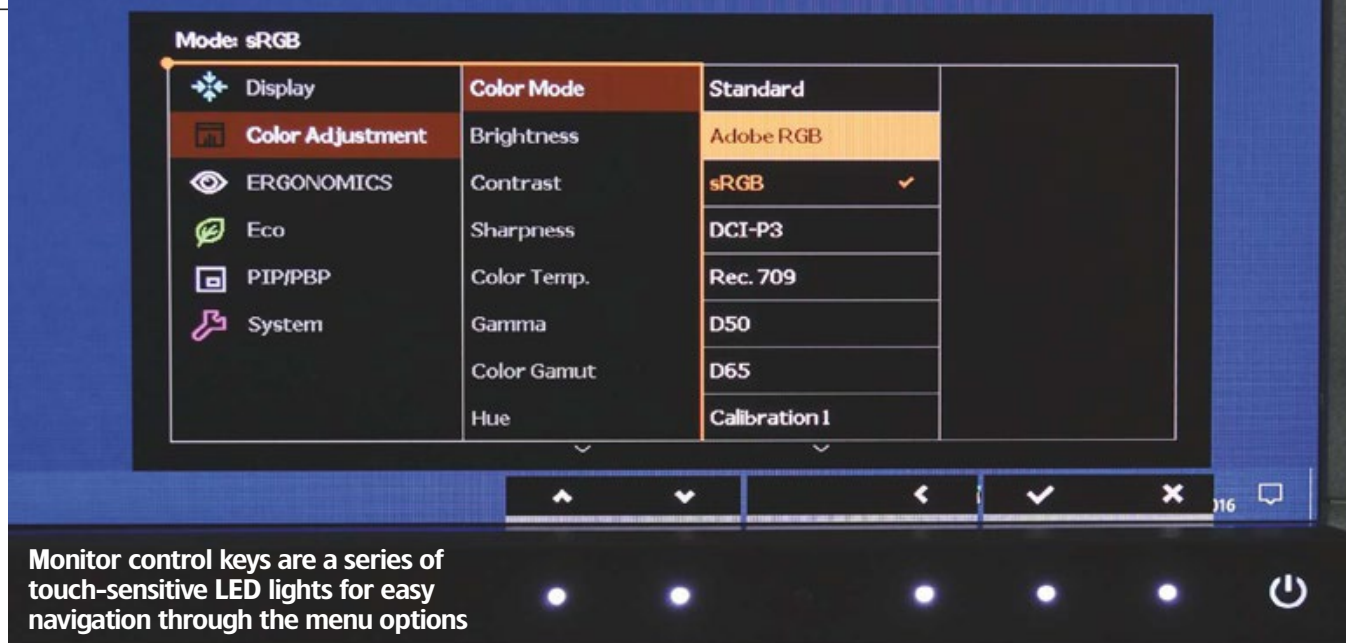 Mode: sRGB
Display
Color Adjustment
ERGONOMICS
Eco
PIP/PBP
System
Color Mode
Brightness
Contrast
Sharpness
Color Temp.
Gamma
Color Gamut
Hue
Standard
Adobe RGB
sRGB
DCI-P3
Rec. 709
D50
D65
Calibration 1
016
Monitor control keys are a series of
touch-sensitive LED lights for easy
navigation through the menu options